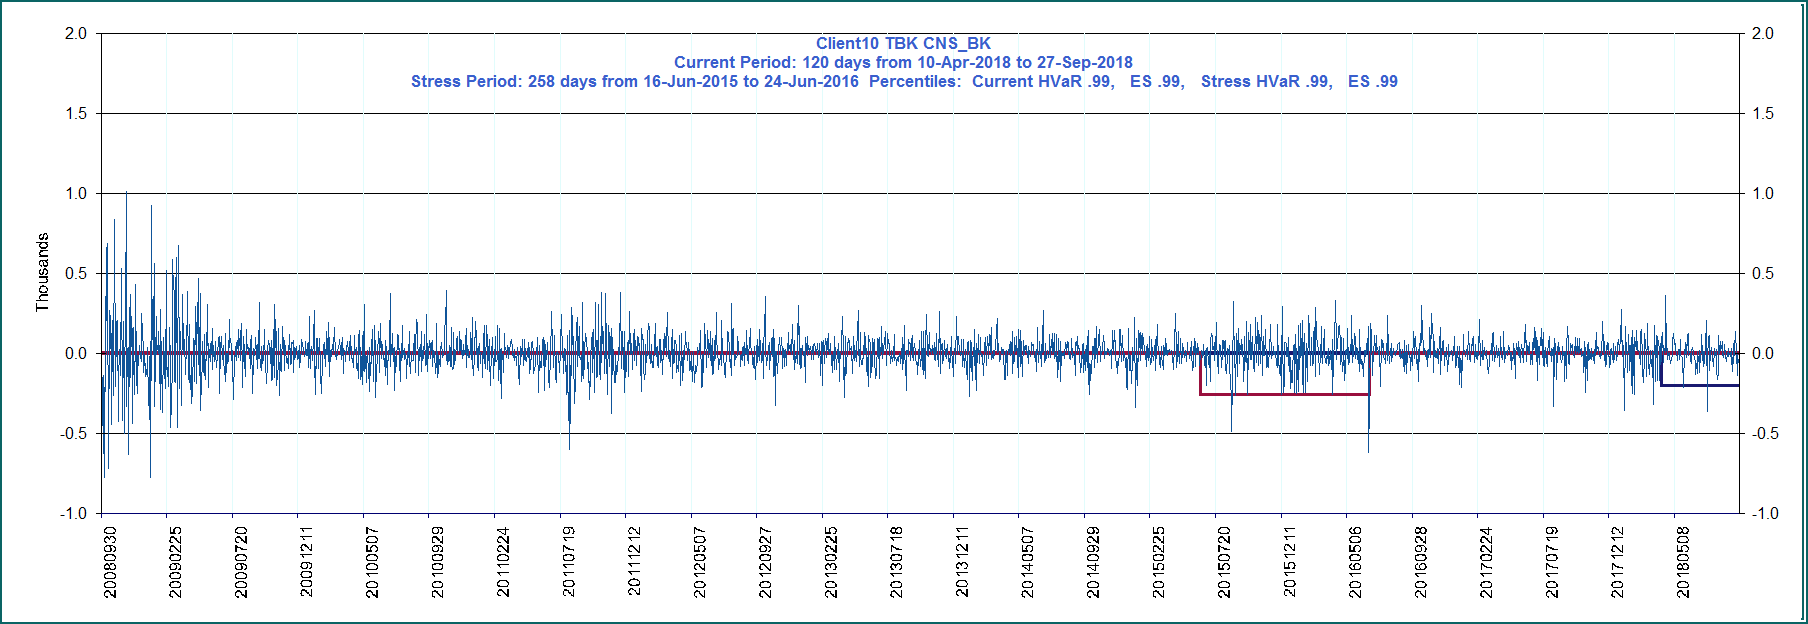 Client10 TBK CNS_BK
Current Period: 120 days from 10-Apr-2018 to 27-Sep-2018
Stress Period: 258 days from 16-Jun-2015 to 24-Jun-2016  Percentiles:  Current HVaR .99,   ES .99,   Stress HVaR .99,   ES .99
2.0 2.0
1.5 1.5
1.0 1.0
0.5 0.5
Thousands
0.0 0.0
-0.5 -0.5
-1.0 -1.0
20080930 20090225 20090720 20091211 20100507 20100929 20110224 20110719 20111212 20120507 20120927 20130225 20130718 20131211 20140507 20140929 20150225 20150720 20151211 20160506 20160928 20170224 20170719 20171212 20180508